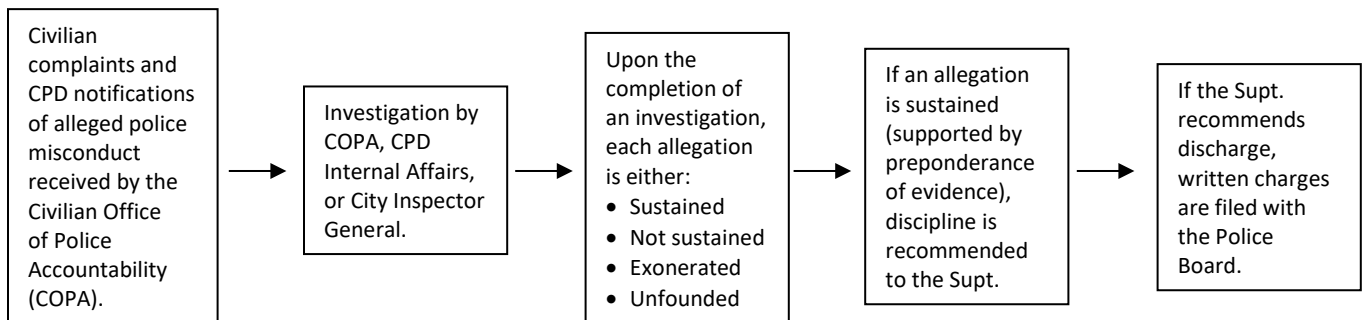 Civilian
complaints and
CPD notifications
of alleged police
misconduct
received by the
Civilian Office
of Police
Accountability
(COPA).
Investigation by
COPA, CPD
Internal Affairs,
or City Inspector
General.
Upon the
completion of
an investigation,
each allegation
is either:
• Sustained
• Not sustained
• Exonerated
• Unfounded
If an allegation
is sustained
(supported by
preponderance
of evidence),
discipline is
recommended
to the Supt.
If the Supt.
recommends
discharge,
written charges
are filed with
the Police
Board.